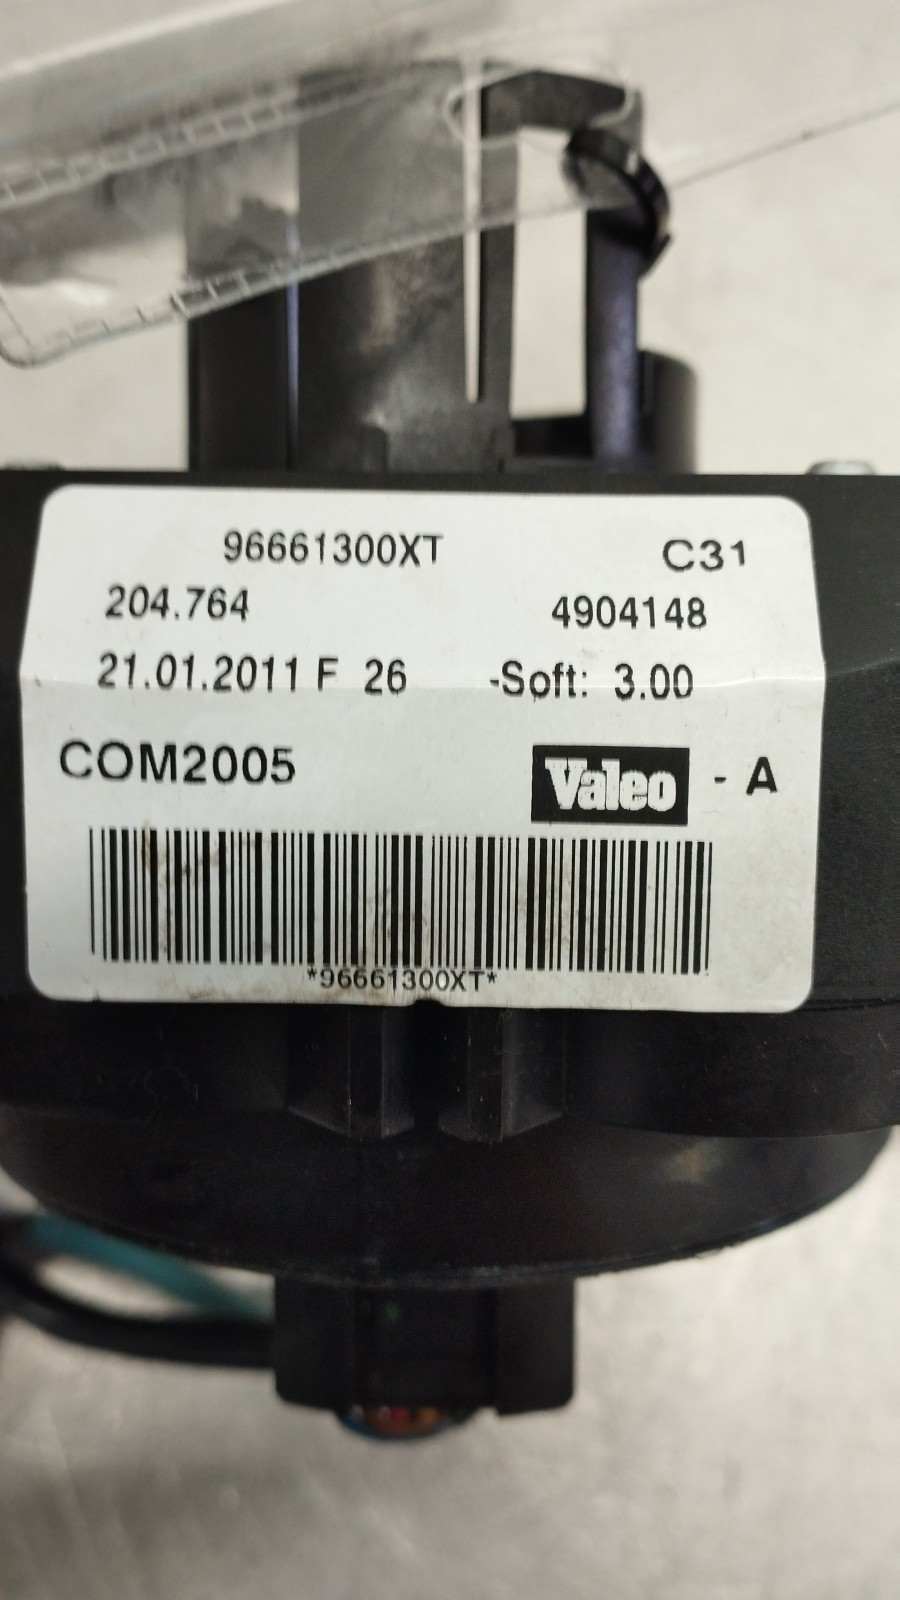 96661300XT C31
204.764 4904148
21.01.2011 F 26 -Soft: 3.00
COM2005 Valeo - A
*96661300XT*